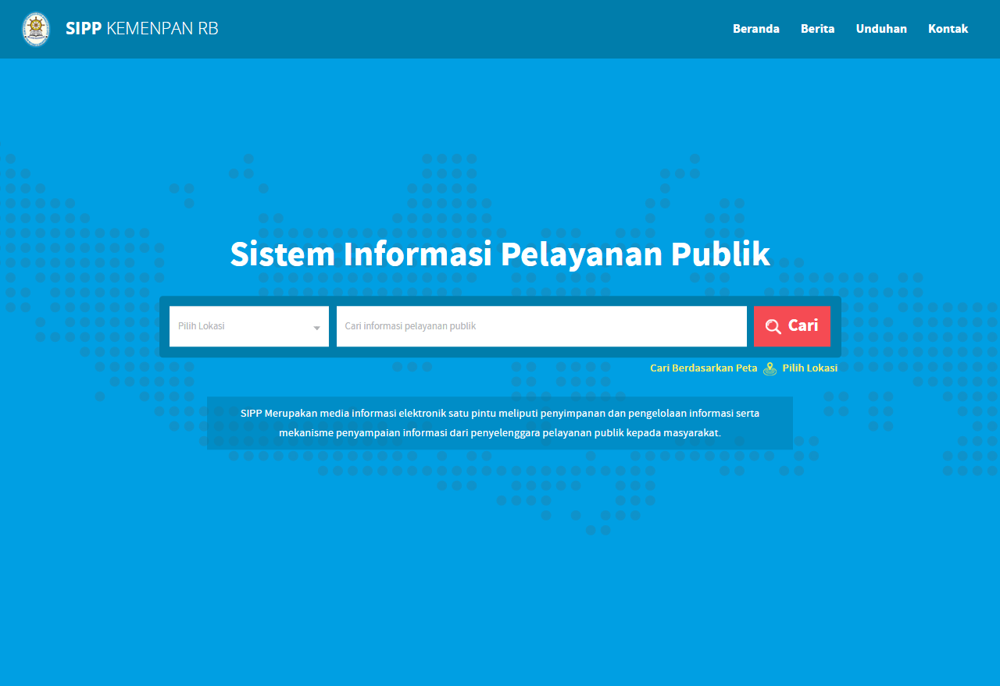 SIPP KEMENPAN RB
Beranda Berita Unduhan Kontak
Sistem Informasi Pelayanan Publik
Pilih Lokasi
Cari informasi pelayanan publik
Cari
Cari Berdasarkan Peta Pilih Lokasi
SIPP Merupakan media informasi elektronik satu pintu meliputi penyimpanan dan pengelolaan informasi serta
mekanisme penyampaian informasi dari penyelenggara pelayanan publik kepada masyarakat.